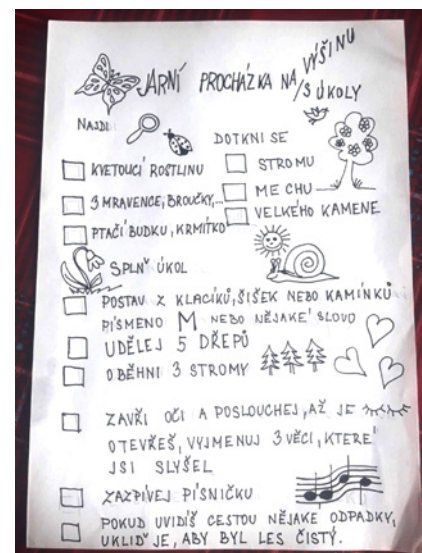 JARNÍ PROCHÁZKA NA VÝŠINU
/S ÚKOLY
NAJDI
KVETOUCÍ ROSTLINU
3 MRAVENCE, BROUČKY,...
PTAČÍ BUDKU, KRMÍTKO
DOTKNI SE
STROMU
MECHU
VELKÉHO KAMENE
SPLNˇ ÚKOL
POSTAV Z KLACÍKŮ, ŠIŠEK NEBO KAMÍNKŮ
PÍSMENO M NEBO NĚJAKÉ SLOVO
UDĚLEJ 5 DŘEPŮ
OBĚHNI 3 STROMY
ZAVŘI OČI A POSLOUCHEJ, AŽ JE
OTEVŘEŠ, VYJMENUJ 3 VĚCI, KTERÉ
JSI SLYŠEL
ZAZPÍVEJ PÍSNIČKU
POKUD UVIDÍŠ CESTOU NĚJAKÉ ODPADKY,
UKLIDˇ JE, ABY BYL LES ČISTÝ.